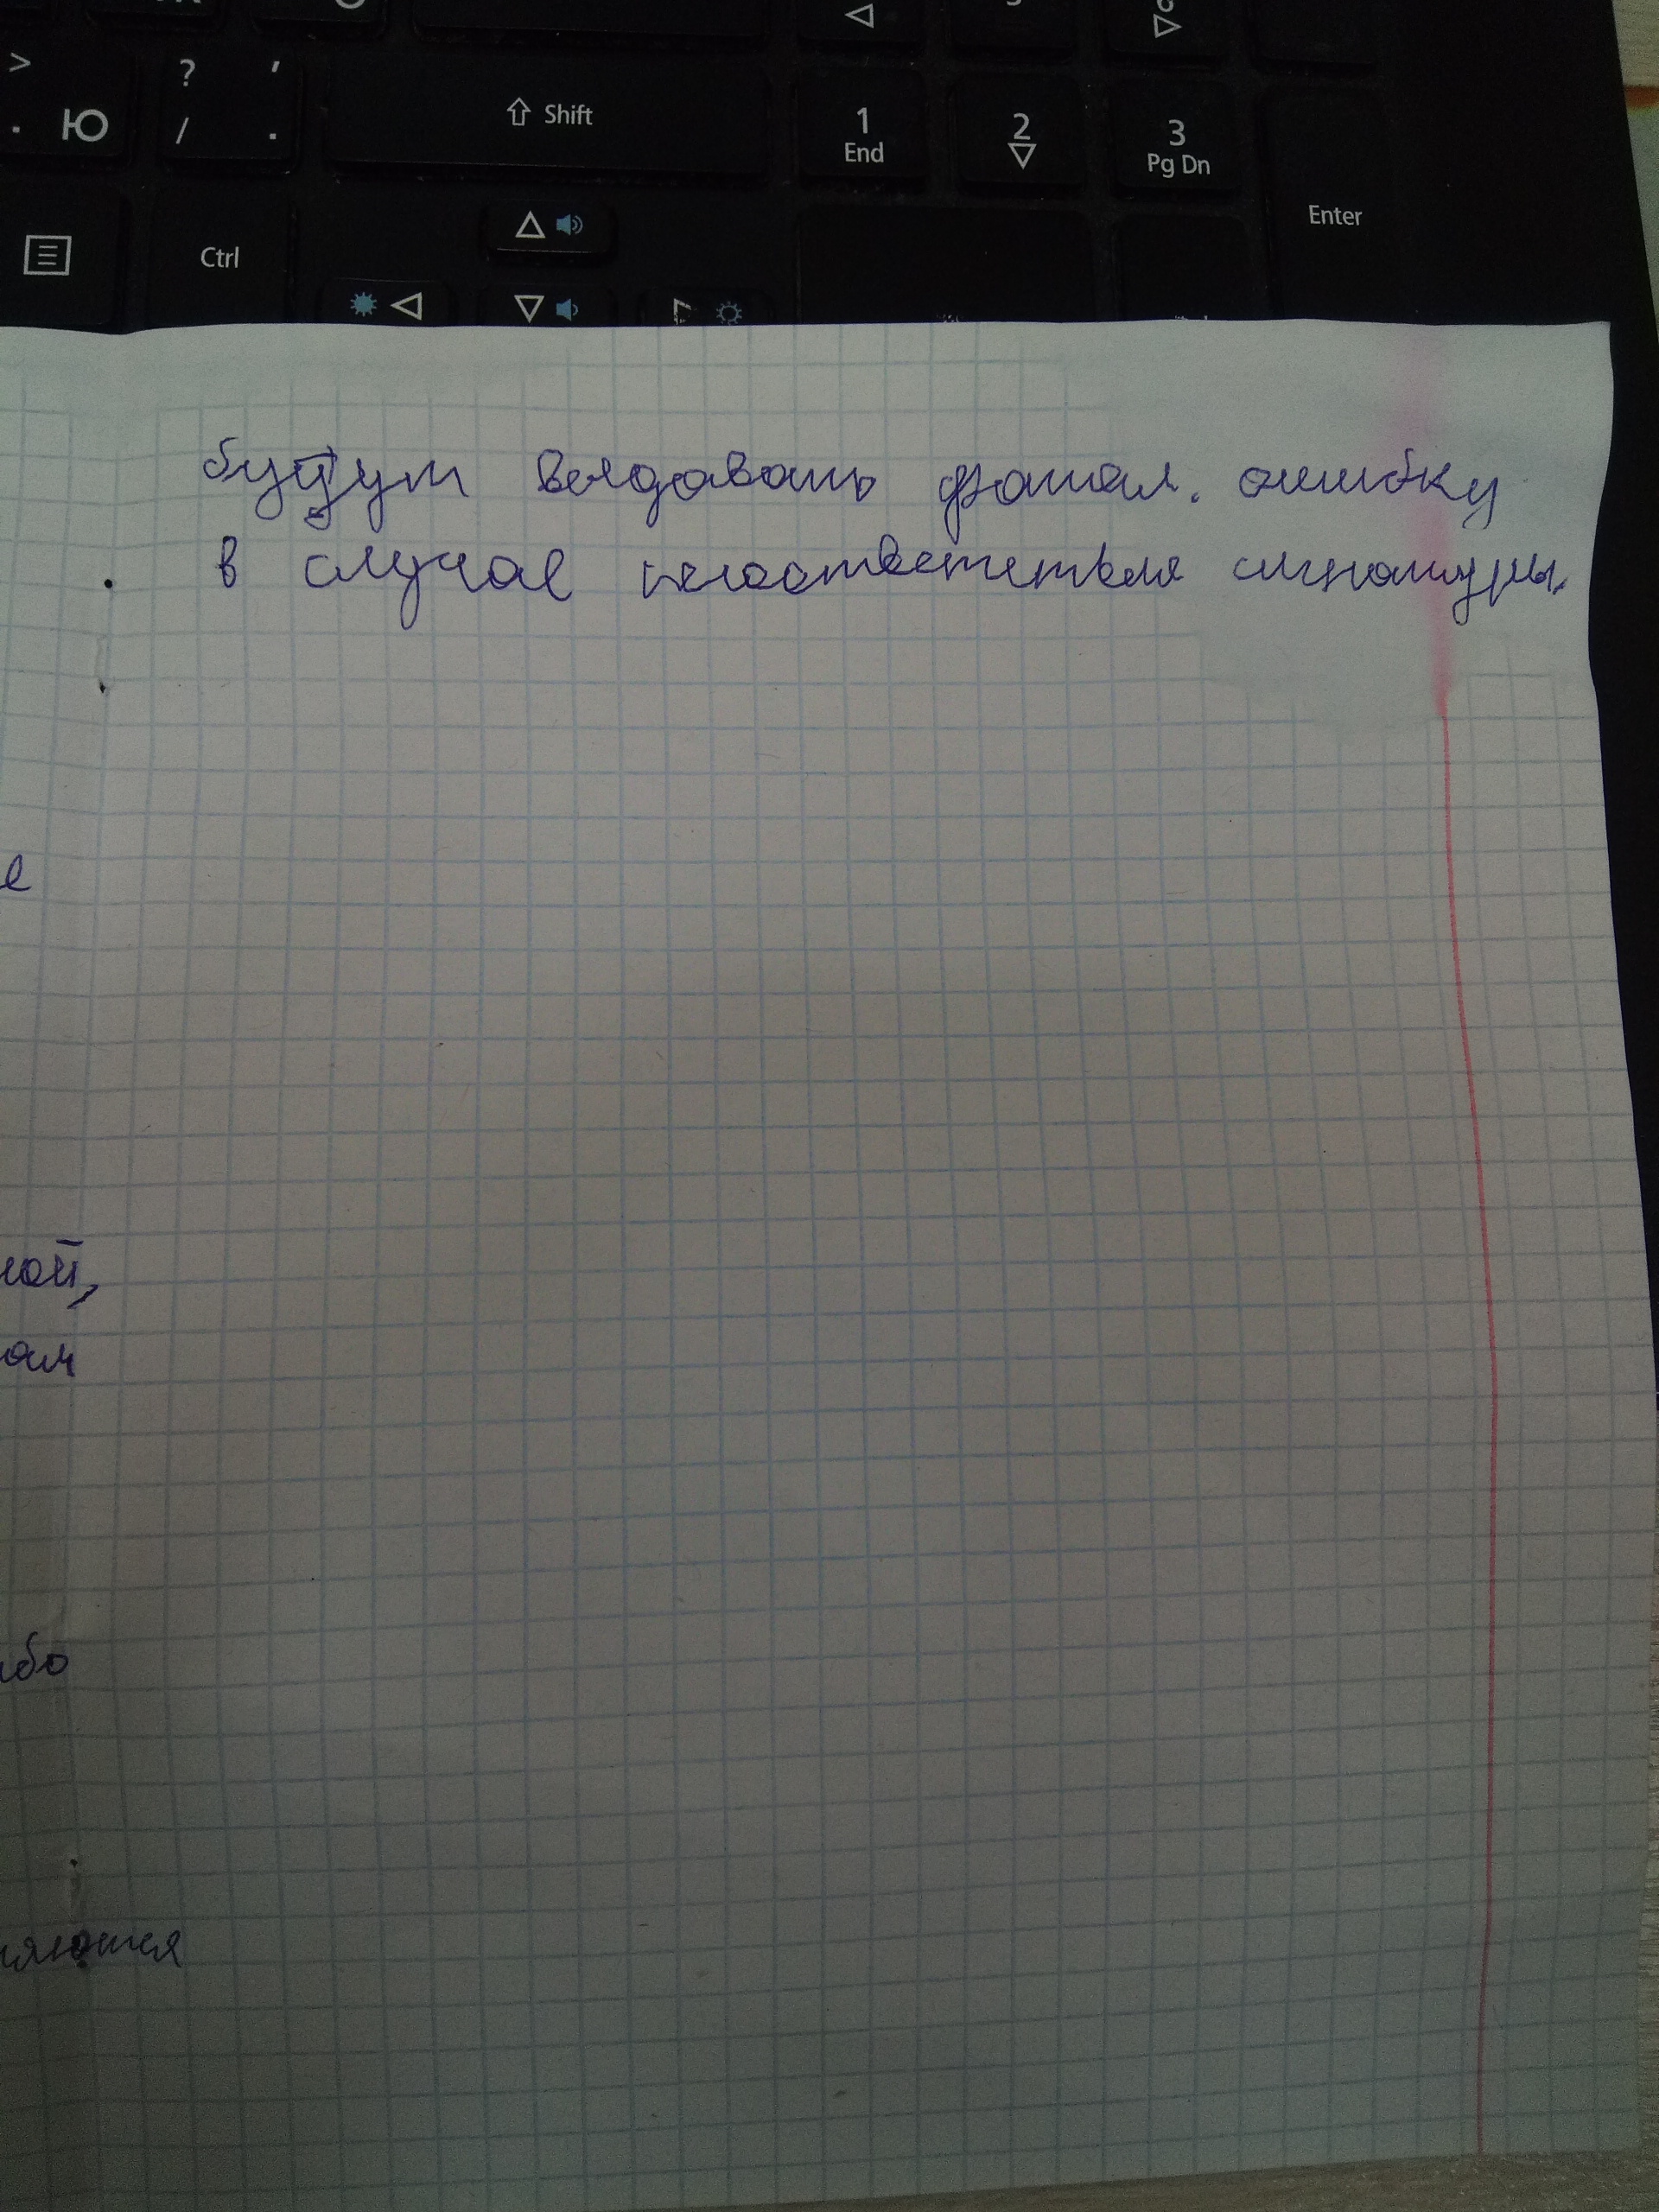 > . Ю
? / , .
⇧ Shift
1 End
2
3 Pg Dn
Enter
Ctrl
будут выдавать фатал. ошибку
в случае несоответствия сигнатуры.
е
ной,
ам
ибо
няются